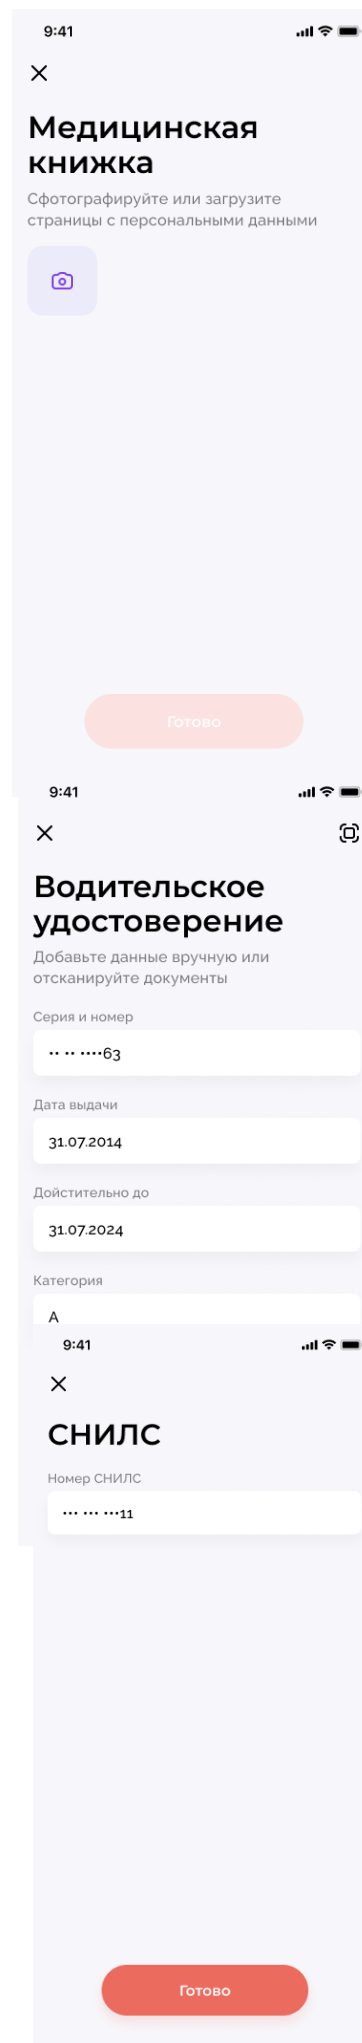 9:41
Медицинская
книжка
Сфотографируйте или загрузите
страницы с персональными данными
Готово
9:41
Водительское
удостоверение
Добавьте данные вручную или
отсканируйте документы
Серия и номер
•• •• ••••63
Дата выдачи
31.07.2014
Дойстительно до
31.07.2024
Категория
A
9:41
СНИЛС
Номер СНИЛС
••• ••• •••11
Готово